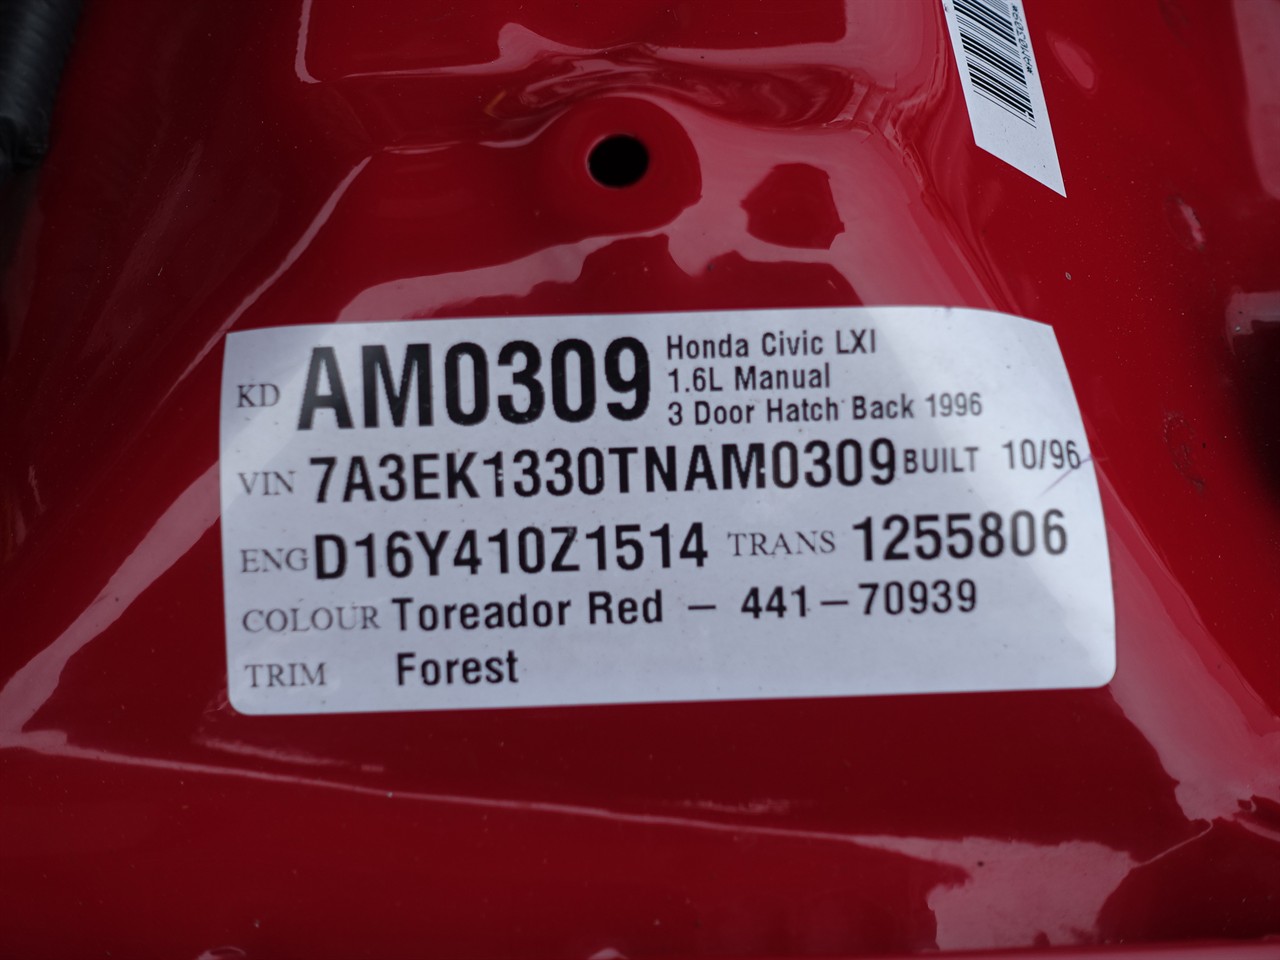 *AM0309*
KD AM0309 Honda Civic LXI
1.6L Manual
3 Door Hatch Back 1996
VIN 7A3EK1330TNAM0309 BUILT 10/96
ENG D16Y410Z1514 TRANS 1255806
COLOUR Toreador Red – 441–70939
TRIM Forest